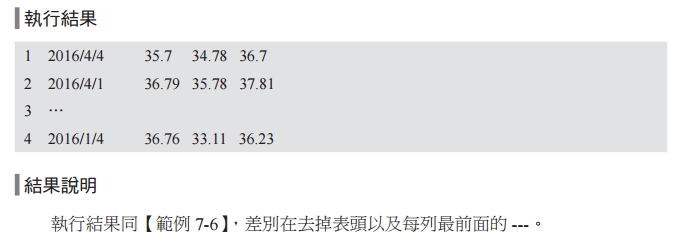 執行結果
1 2016/4/4 35.7 34.78 36.7
2 2016/4/1 36.79 35.78 37.81
3 …
4 2016/1/4 36.76 33.11 36.23
結果說明
執行結果同【範例 7-6】，差別在去掉表頭以及每列最前面的 ---。